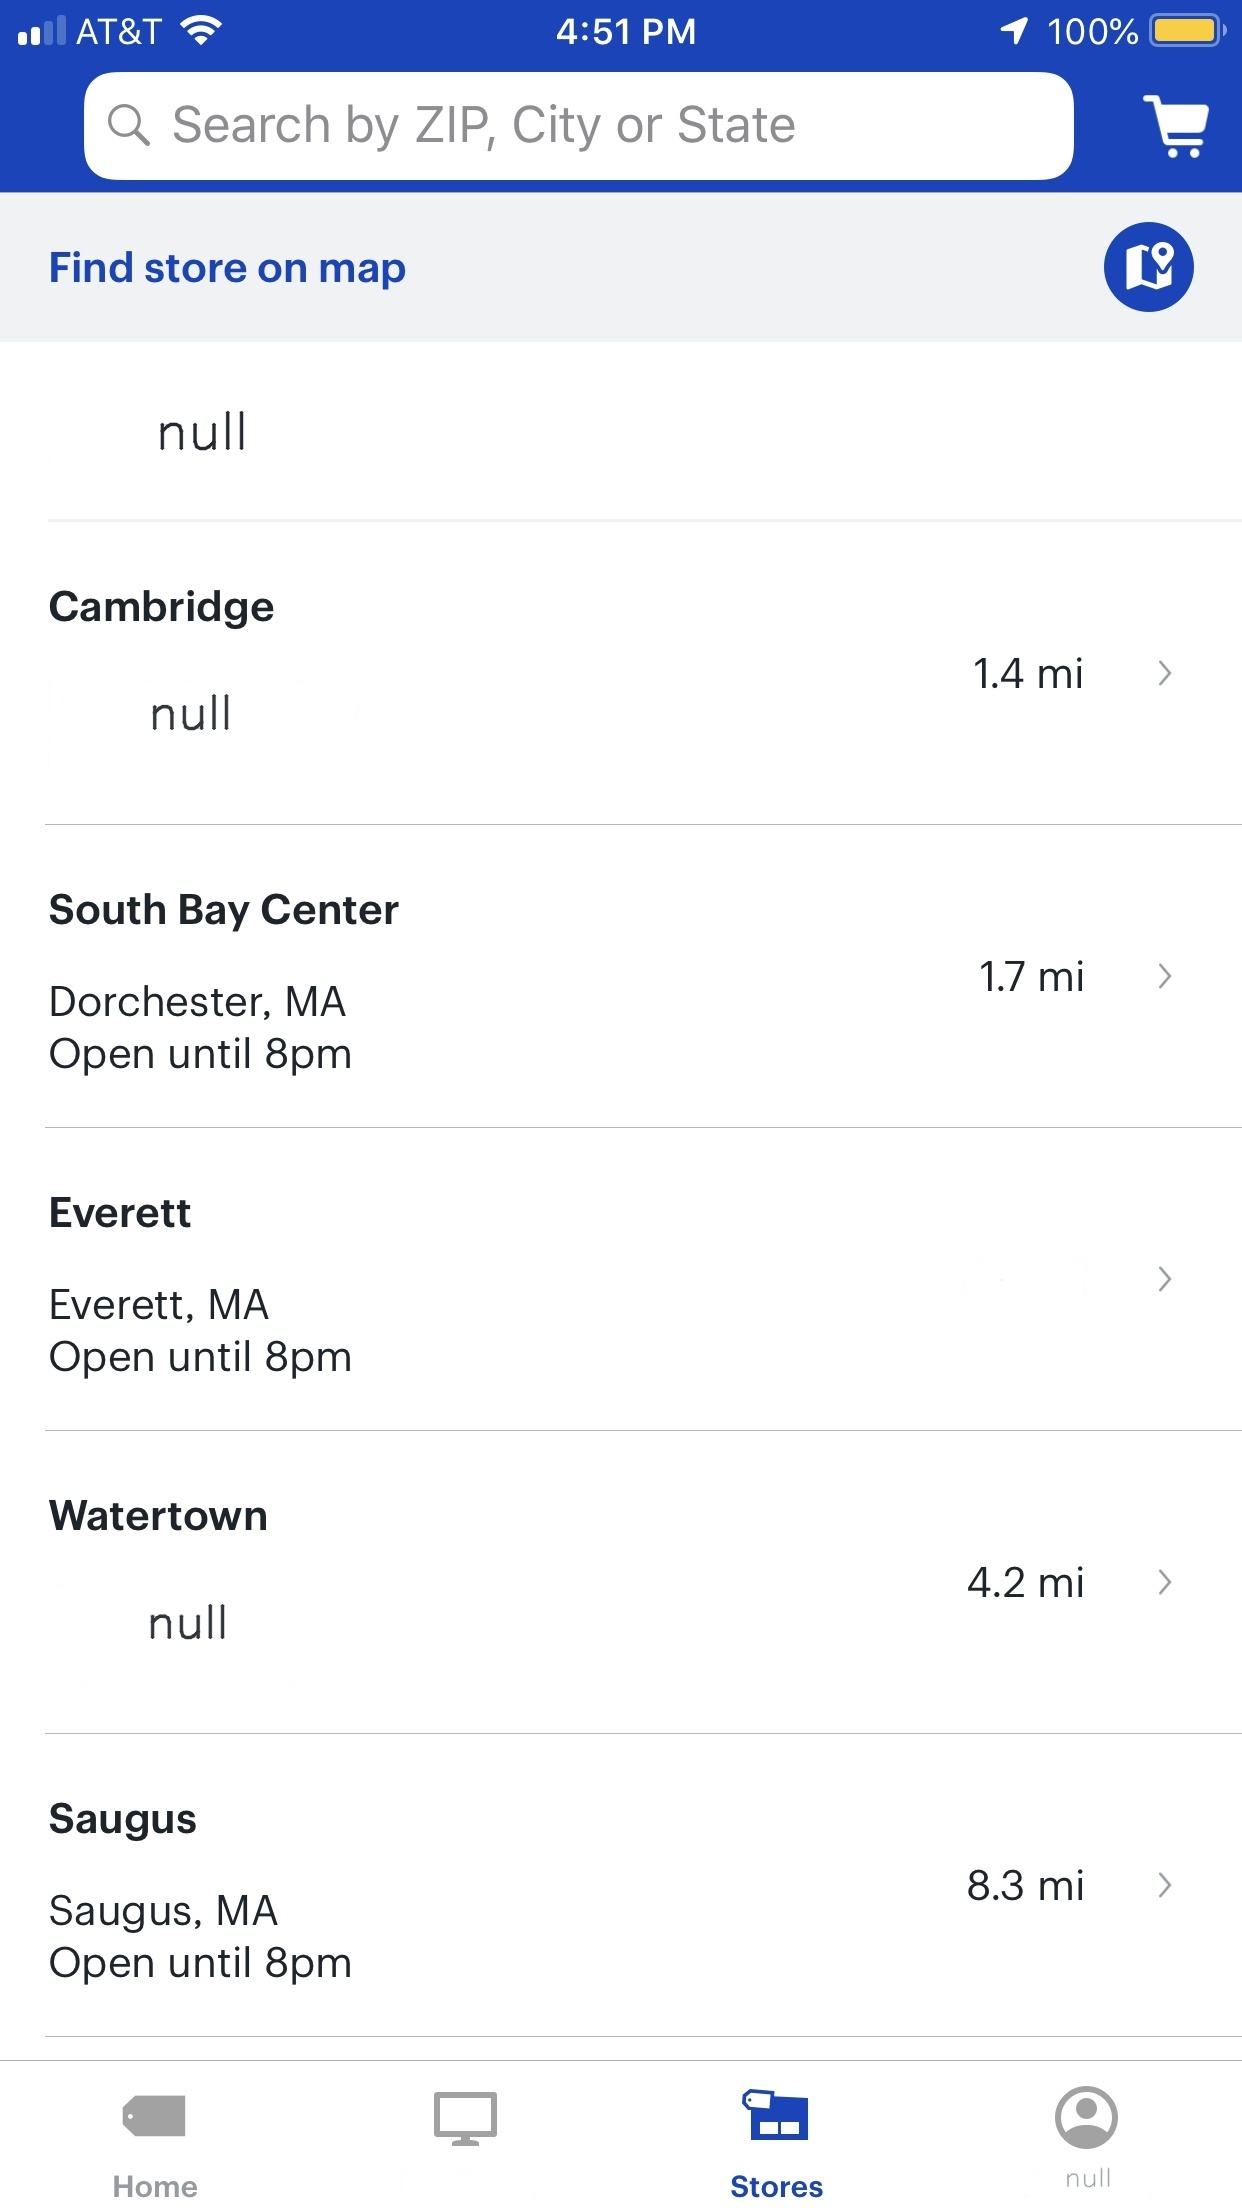 AT&T 4:51 PM 100%
Search by ZIP, City or State
Find store on map
null
Cambridge
1.4 mi
null
South Bay Center
1.7 mi
Dorchester, MA
Open until 8pm
Everett
Everett, MA
Open until 8pm
Watertown
4.2 mi
null
Saugus
8.3 mi
Saugus, MA
Open until 8pm
Home Stores null